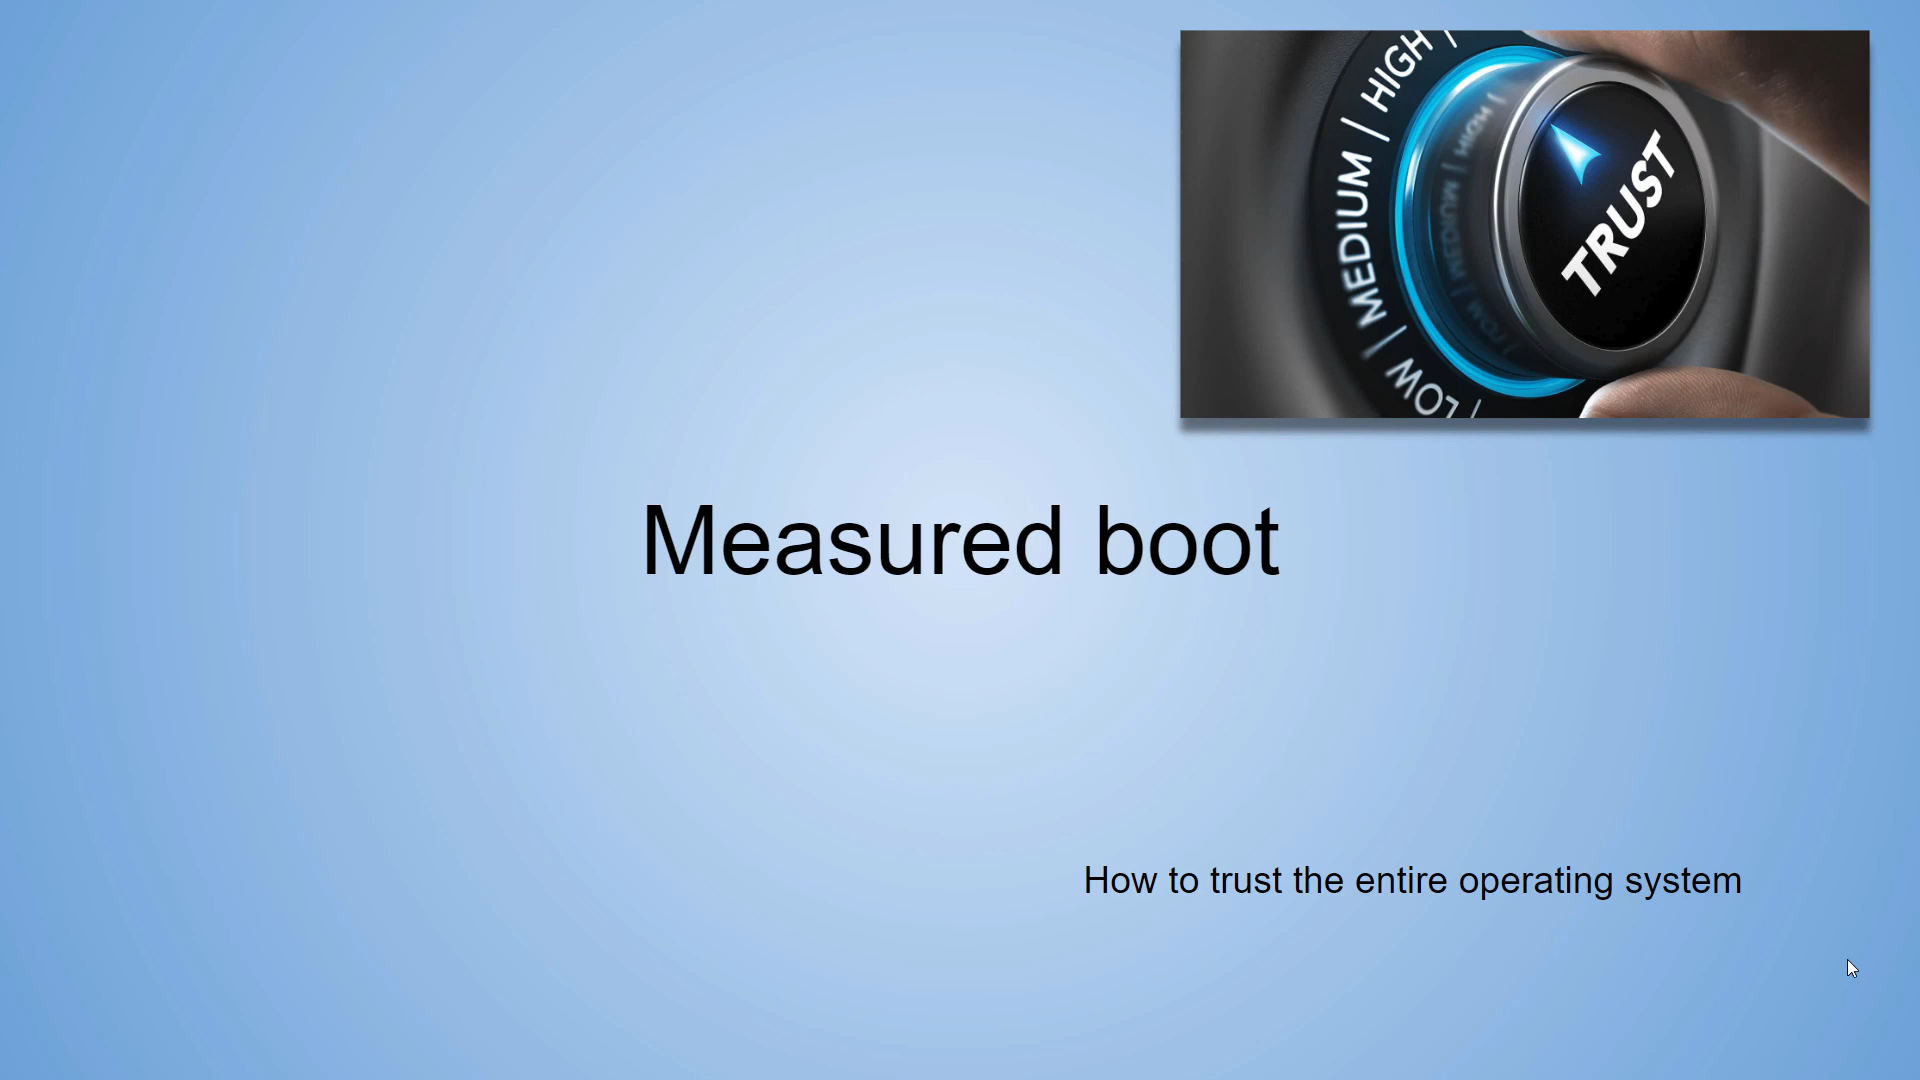 HIGH |
MEDIUM |
LOW |
TRUST
Measured boot
How to trust the entire operating system